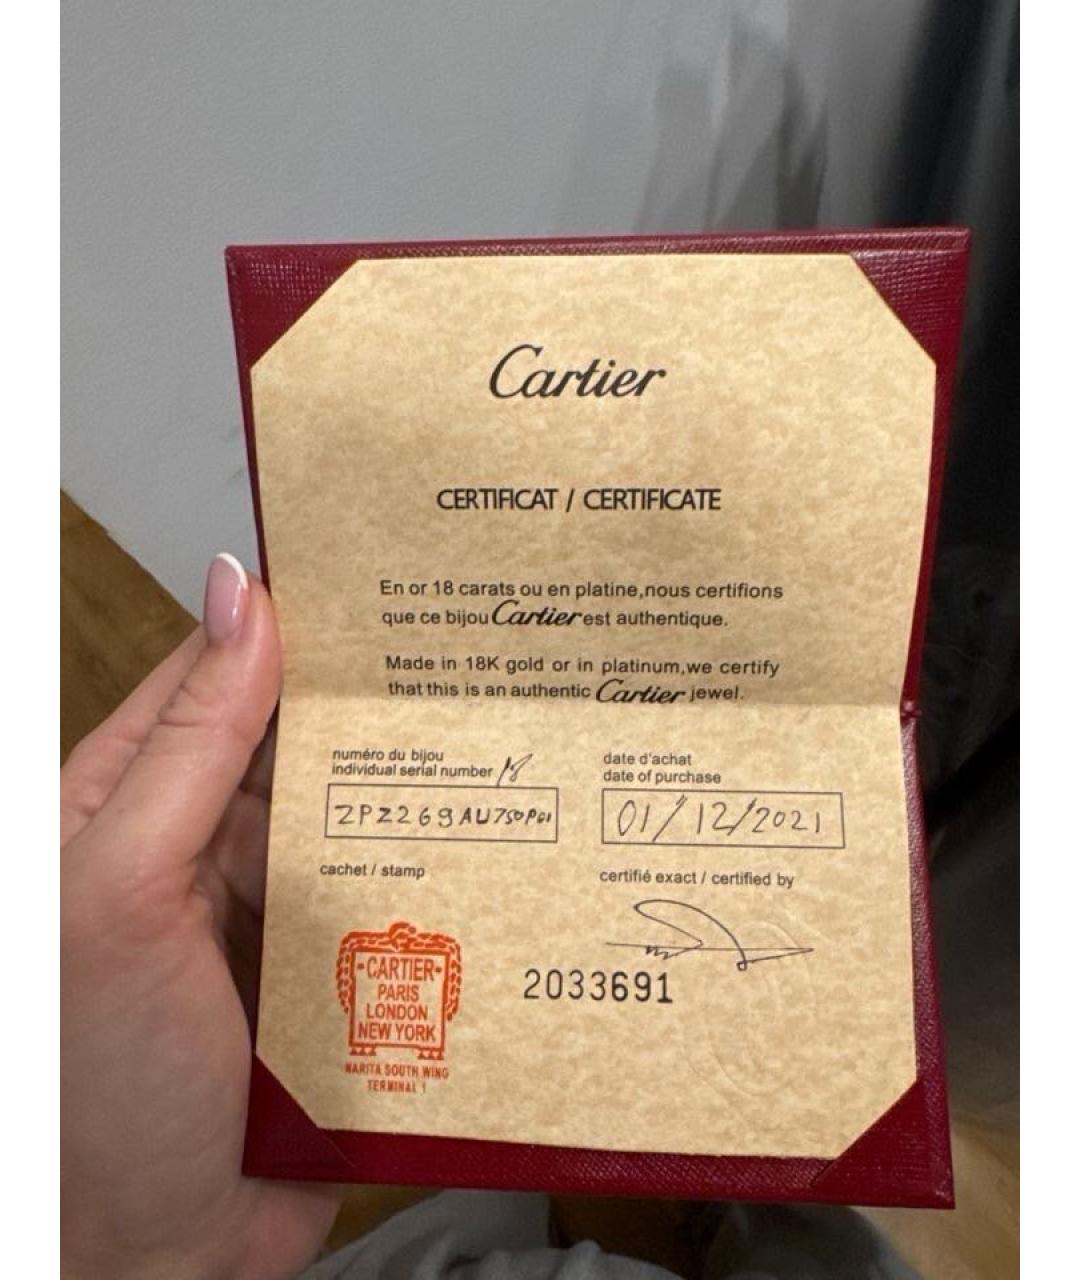 Cartier
CERTIFICAT / CERTIFICATE
En or 18 carats ou en platine,nous certifions
que ce bijou Cartier est authentique.
Made in 18K gold or in platinum,we certify
that this is an authentic Cartier jewel.
numéro du bijou
individual serial number 18
ZPZ269AU750PG1
date d'achat
date of purchase
01/12/2021
cachet / stamp
certifié exact / certified by
2033691
·CARTIER·
PARIS
LONDON
NEW YORK
NARITA SOUTH WING
TERMINAL 1